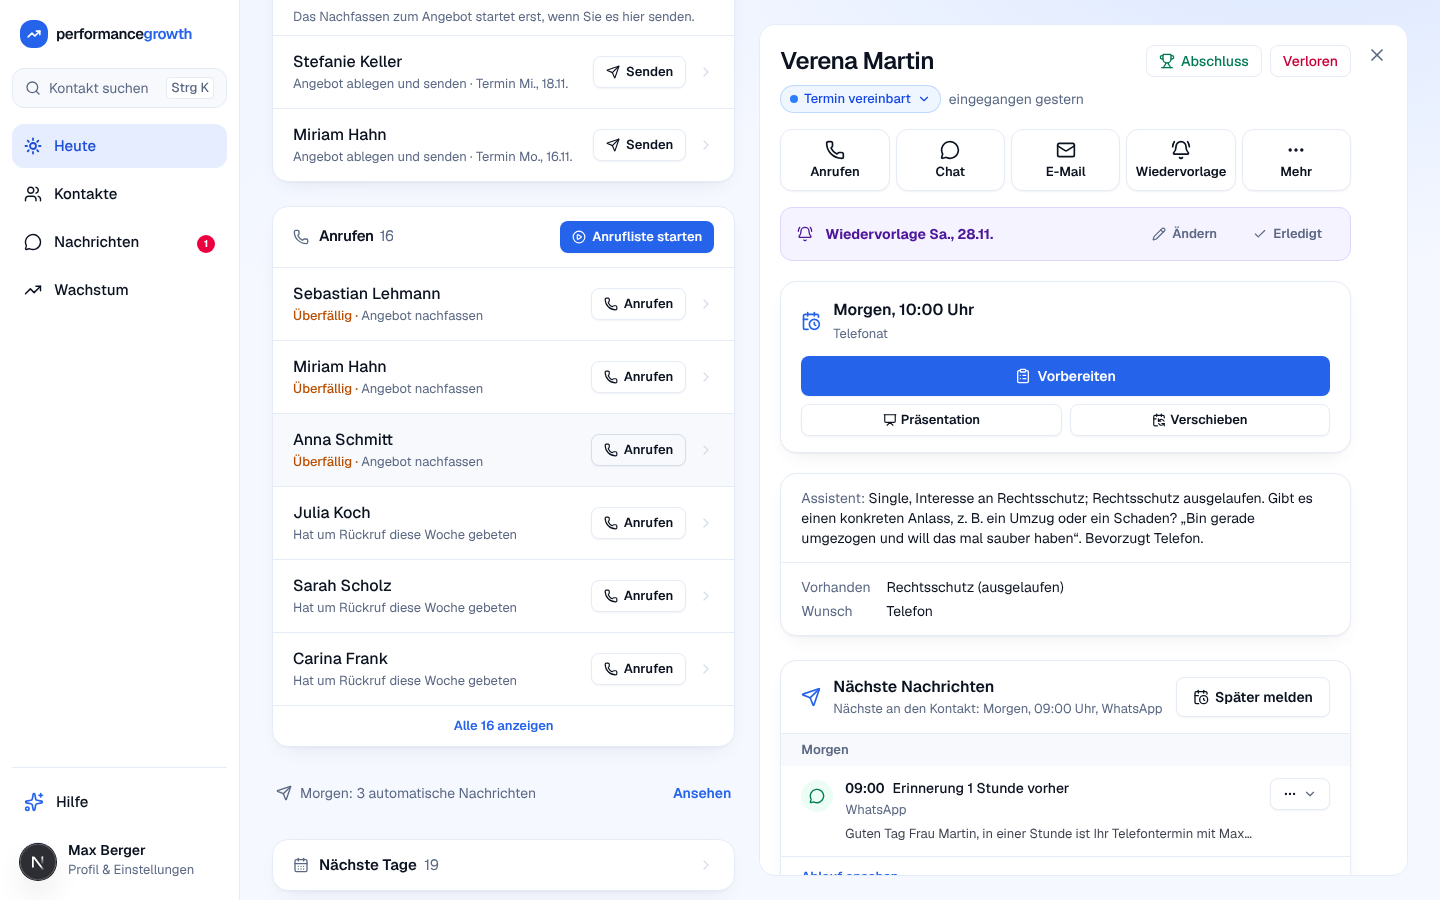 performancegrowth
Kontakt suchen Strg K
Heute
Kontakte
Nachrichten 1
Wachstum
Hilfe
N
Max Berger
Profil & Einstellungen
Das Nachfassen zum Angebot startet erst, wenn Sie es hier senden.
Stefanie Keller
Angebot ablegen und senden · Termin Mi., 18.11.
Senden
Miriam Hahn
Angebot ablegen und senden · Termin Mo., 16.11.
Senden
Anrufen 16
Anrufliste starten
Sebastian Lehmann
Überfällig · Angebot nachfassen
Anrufen
Miriam Hahn
Überfällig · Angebot nachfassen
Anrufen
Anna Schmitt
Überfällig · Angebot nachfassen
Anrufen
Julia Koch
Hat um Rückruf diese Woche gebeten
Anrufen
Sarah Scholz
Hat um Rückruf diese Woche gebeten
Anrufen
Carina Frank
Hat um Rückruf diese Woche gebeten
Anrufen
Alle 16 anzeigen
Morgen: 3 automatische Nachrichten
Ansehen
Nächste Tage 19
Verena Martin
Abschluss
Verloren
Termin vereinbart
eingegangen gestern
Anrufen
Chat
E-Mail
Wiedervorlage
Mehr
Wiedervorlage Sa., 28.11.
Ändern
Erledigt
Morgen, 10:00 Uhr
Telefonat
Vorbereiten
Präsentation
Verschieben
Assistent: Single, Interesse an Rechtsschutz; Rechtsschutz ausgelaufen. Gibt es
einen konkreten Anlass, z. B. ein Umzug oder ein Schaden? „Bin gerade
umgezogen und will das mal sauber haben“. Bevorzugt Telefon.
Vorhanden Rechtsschutz (ausgelaufen)
Wunsch Telefon
Nächste Nachrichten
Nächste an den Kontakt: Morgen, 09:00 Uhr, WhatsApp
Später melden
Morgen
09:00 Erinnerung 1 Stunde vorher
WhatsApp
Guten Tag Frau Martin, in einer Stunde ist Ihr Telefontermin mit Max…
Ablauf ansehen